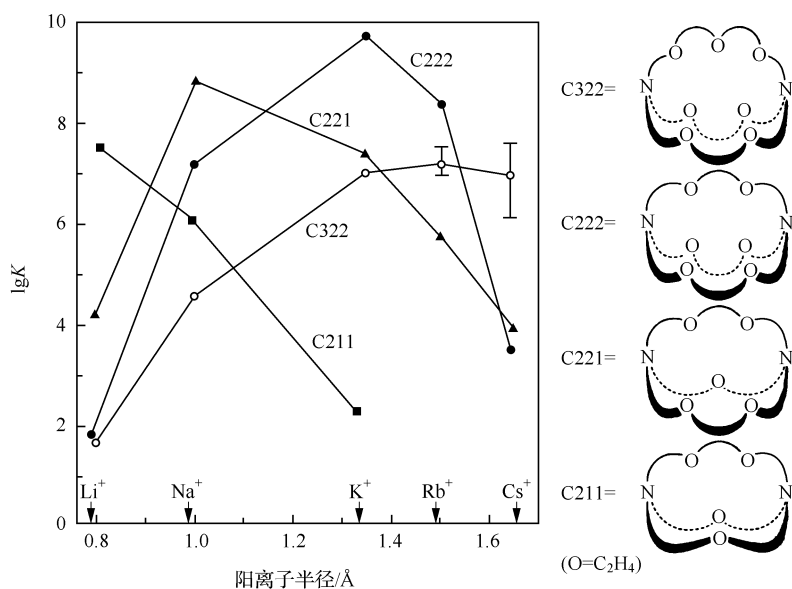 10
8
6
4
2
0
lgK
C222
C221
C322
C211
Li⁺
Na⁺
K⁺
Rb⁺
Cs⁺
0.8
1.0
1.2
1.4
1.6
阳离子半径/Å
C322=
O
O
O
N
N
O
O
O
O
C222=
O
O
N
N
O
O
O
O
C221=
O
O
N
N
O
O
O
C211=
O
O
N
N
O
O
(O=C₂H₄)